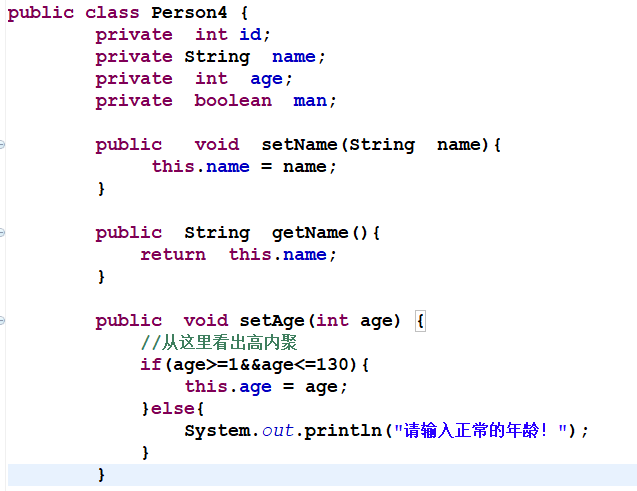 public class Person4 {
private int id;
private String name;
private int age;
private boolean man;
public void setName(String name){
this.name = name;
}
public String getName(){
return this.name;
}
public void setAge(int age) {
//从这里看出高内聚
if(age>=1&&age<=130){
this.age = age;
}else{
System.out.println("请输入正常的年龄！");
}
}